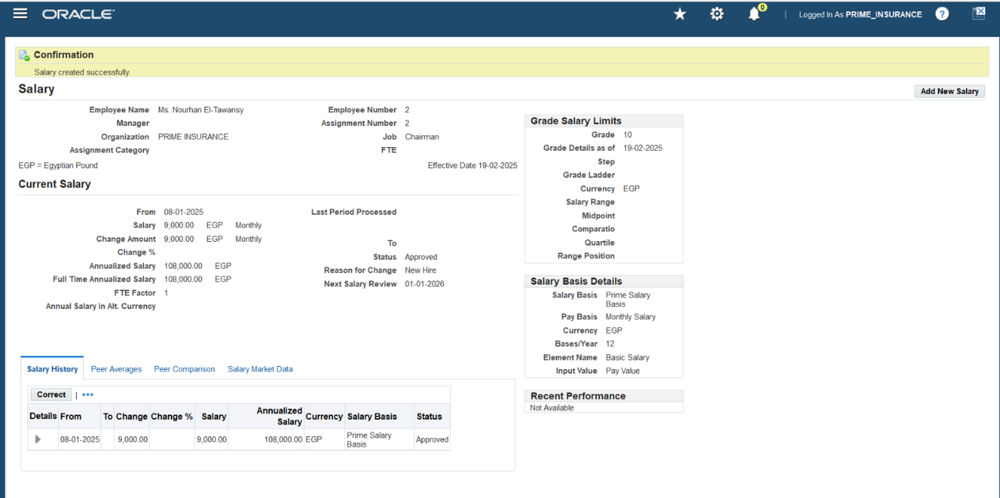 ORACLE
0
Logged In As PRIME_INSURANCE
?
Confirmation
Salary created successfully.
Salary
Add New Salary
Employee Name Ms. Nourhan El-Tawansy
Manager
Organization PRIME INSURANCE
Assignment Category
Employee Number 2
Assignment Number 2
Job Chairman
FTE
EGP = Egyptian Pound
Effective Date 19-02-2025
Current Salary
From 08-01-2025
Salary 9,000.00 EGP Monthly
Change Amount 9,000.00 EGP Monthly
Change %
Annualized Salary 108,000.00 EGP
Full Time Annualized Salary 108,000.00 EGP
FTE Factor 1
Annual Salary in Alt. Currency
Last Period Processed
To
Status Approved
Reason for Change New Hire
Next Salary Review 01-01-2026
Grade Salary Limits
Grade 10
Grade Details as of 19-02-2025
Step
Grade Ladder
Currency EGP
Salary Range
Midpoint
Comparatio
Quartile
Range Position
Salary Basis Details
Salary Basis Prime Salary
Basis
Pay Basis Monthly Salary
Currency EGP
Bases/Year 12
Element Name Basic Salary
Input Value Pay Value
Recent Performance
Not Available
Salary History Peer Averages Peer Comparison Salary Market Data
Correct | •••
Details From To Change Change % Salary Annualized Salary Currency Salary Basis Status
08-01-2025 9,000.00 9,000.00 108,000.00 EGP Prime Salary Basis Approved